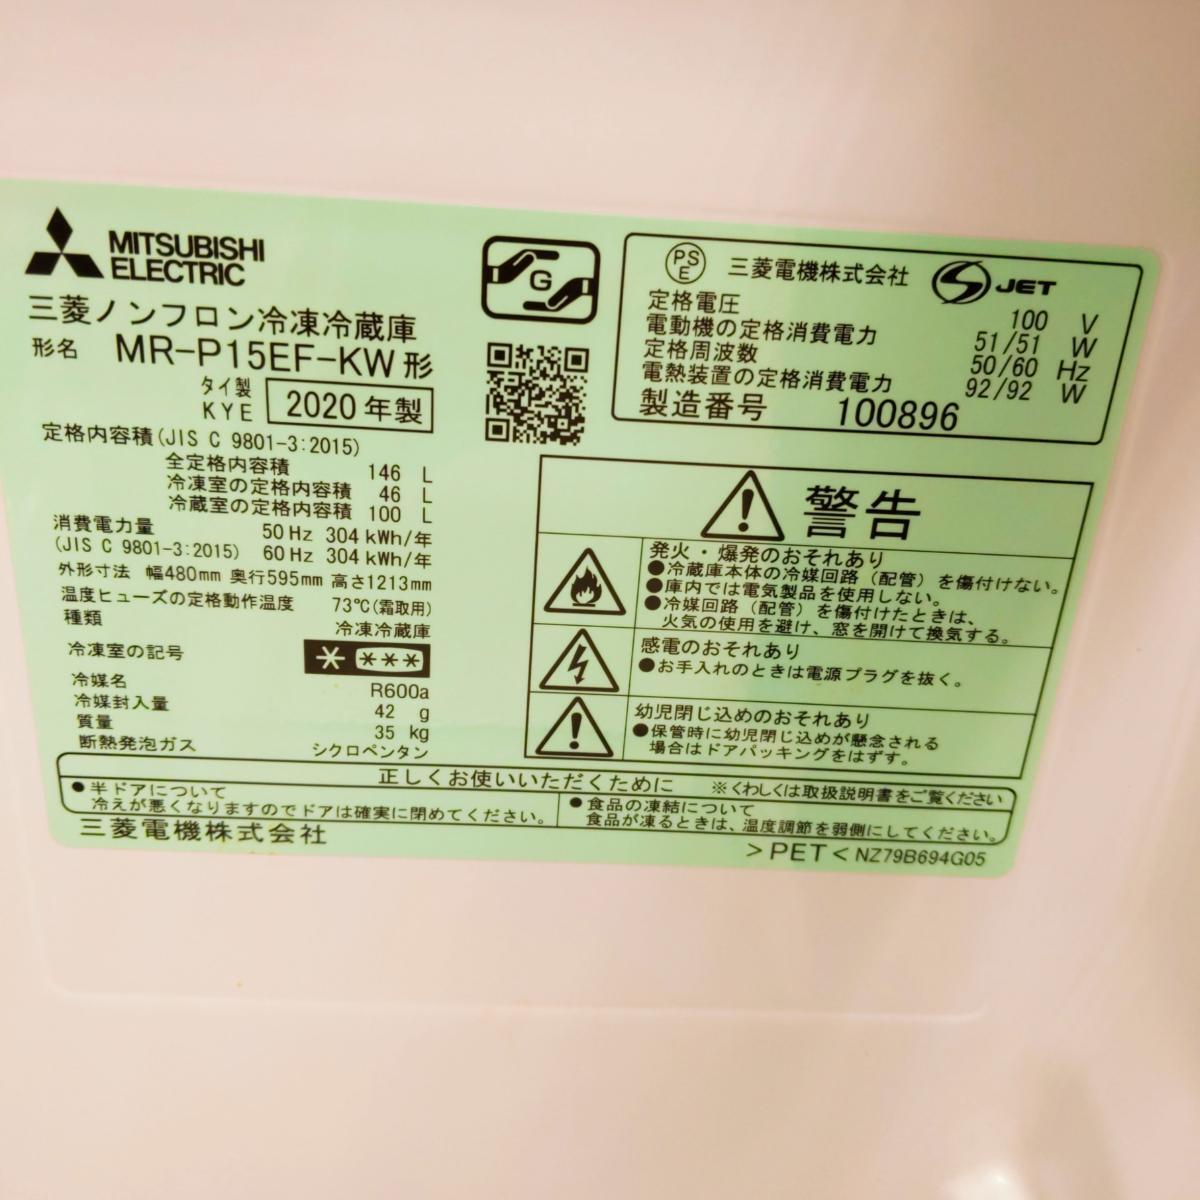 MITSUBISHI
ELECTRIC
三菱ノンフロン冷凍冷蔵庫
形名 MR-P15EF-KW形
タイ製
KYE 2020年製
定格内容積(JIS C 9801-3:2015)
全定格内容積 146 L
冷凍室の定格内容積 46 L
冷蔵室の定格内容積 100 L
消費電力量 50Hz 304kWh/年
(JIS C 9801-3:2015) 60Hz 304kWh/年
外形寸法 幅480mm 奥行595mm 高さ1213mm
温度ヒューズの定格動作温度 73℃(霜取用)
種類 冷凍冷蔵庫
冷凍室の記号 * ***
冷媒名 R600a
冷媒封入量 42 g
質量 35 kg
断熱発泡ガス シクロペンタン
G
PSE 三菱電機株式会社 JET
定格電圧 100 V
電動機の定格消費電力 51/51 W
定格周波数 50/60 Hz
電熱装置の定格消費電力 92/92 W
製造番号 100896
警告
発火・爆発のおそれあり
●冷蔵庫本体の冷媒回路(配管)を傷付けない。
●庫内では電気製品を使用しない。
●冷媒回路(配管)を傷付けたときは、
火気の使用を避け、窓を開けて換気する。
感電のおそれあり
●お手入れのときは電源プラグを抜く。
幼児閉じ込めのおそれあり
●保管時に幼児閉じ込めが懸念される
場合はドアパッキングをはずす。
正しくお使いいただくために ※くわしくは取扱説明書をご覧ください
●半ドアについて
冷えが悪くなりますのでドアは確実に閉めてください。
●食品の凍結について
食品が凍るときは、温度調節を弱側にしてください。
三菱電機株式会社
>PET< NZ79B694G05